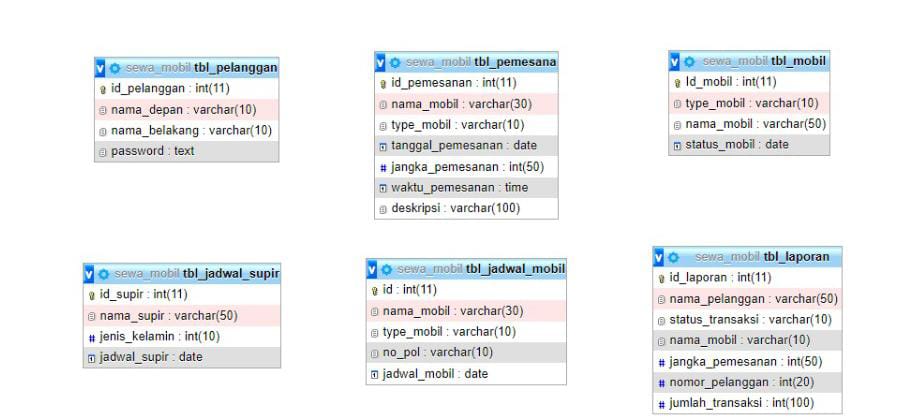 sewa_mobil tbl_pelanggan
id_pelanggan : int(11)
nama_depan : varchar(10)
nama_belakang : varchar(10)
password : text
sewa_mobil tbl_pemesana
id_pemesanan : int(11)
nama_mobil : varchar(30)
type_mobil : varchar(10)
tanggal_pemesanan : date
jangka_pemesanan : int(50)
waktu_pemesanan : time
deskripsi : varchar(100)
sewa_mobil tbl_mobil
Id_mobil : int(11)
type_mobil : varchar(10)
nama_mobil : varchar(50)
status_mobil : date
sewa_mobil tbl_jadwal_supir
id_supir : int(11)
nama_supir : varchar(50)
jenis_kelamin : int(10)
jadwal_supir : date
sewa_mobil tbl_jadwal_mobil
id : int(11)
nama_mobil : varchar(30)
type_mobil : varchar(10)
no_pol : varchar(10)
jadwal_mobil : date
sewa_mobil tbl_laporan
id_laporan : int(11)
nama_pelanggan : varchar(50)
status_transaksi : varchar(10)
nama_mobil : varchar(10)
jangka_pemesanan : int(50)
nomor_pelanggan : int(20)
jumlah_transaksi : int(100)